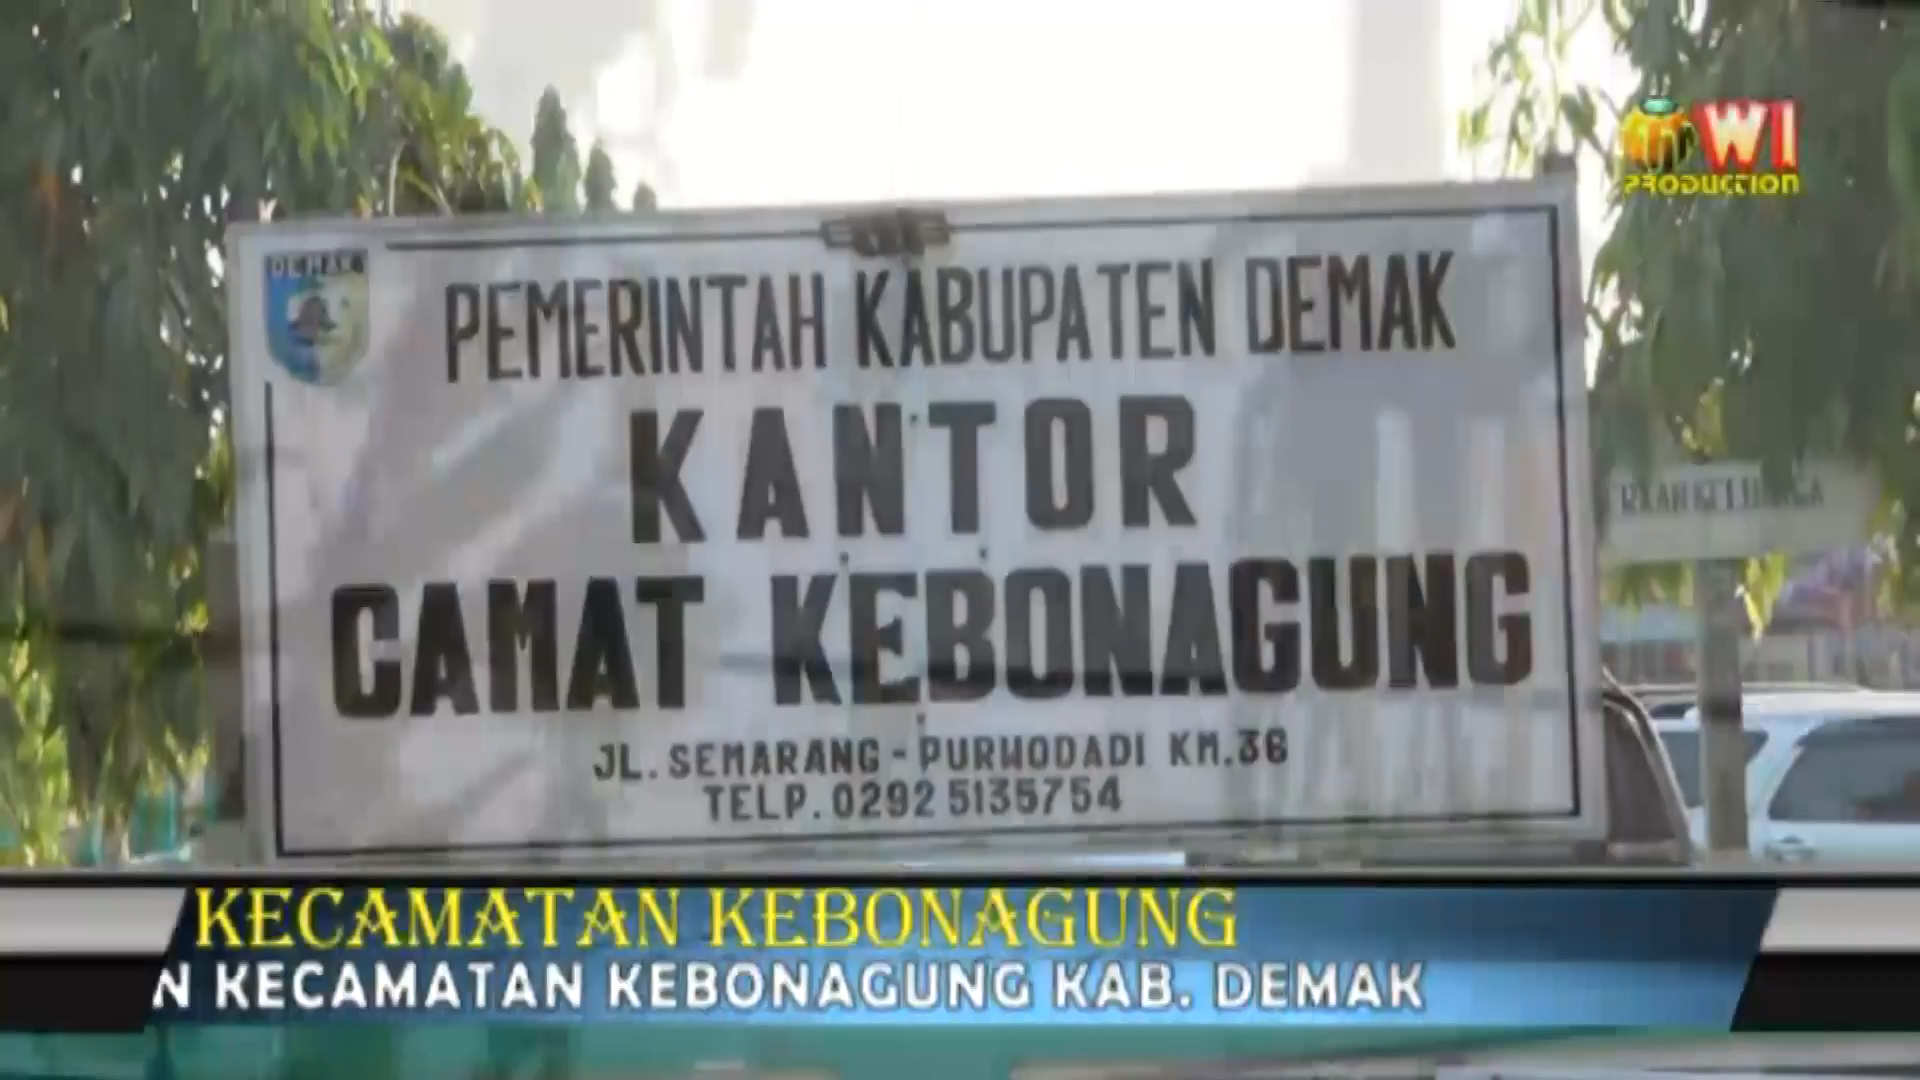 WI
PRODUCTION
DEMAK
PEMERINTAH KABUPATEN DEMAK
KANTOR
CAMAT KEBONAGUNG
JL. SEMARANG - PURWODADI KM.36
TELP. 0292 5135754
KECAMATAN KEBONAGUNG
N KECAMATAN KEBONAGUNG KAB. DEMAK